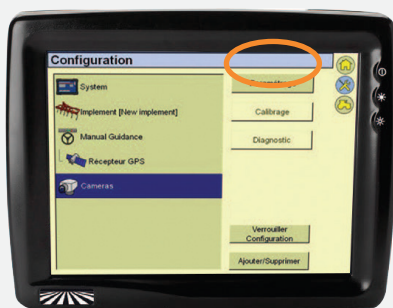 Configuration
System
Implement [New implement]
Calibrage
Manual Guidance
Diagnostic
Récepteur GPS
Cameras
Verrouiller
Configuration
Ajouter/Supprimer